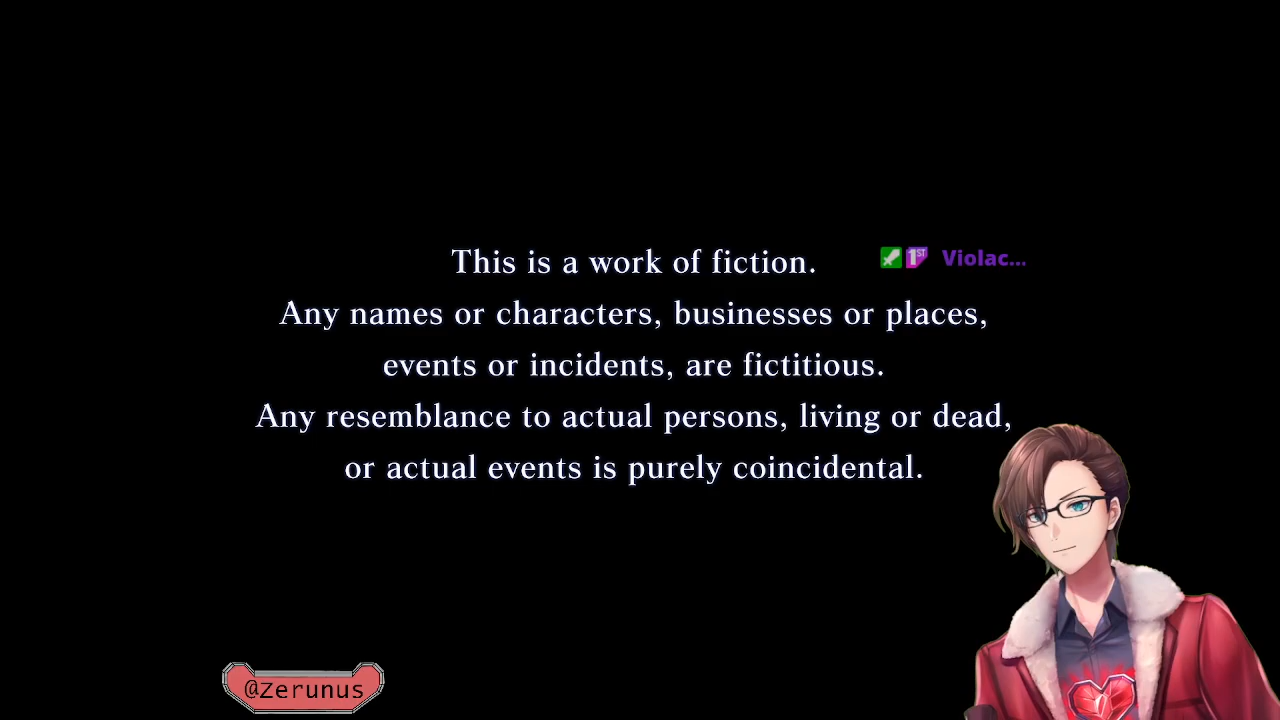 This is a work of fiction.
1ST Violac...
Any names or characters, businesses or places,
events or incidents, are fictitious.
Any resemblance to actual persons, living or dead,
or actual events is purely coincidental.
@Zerunus